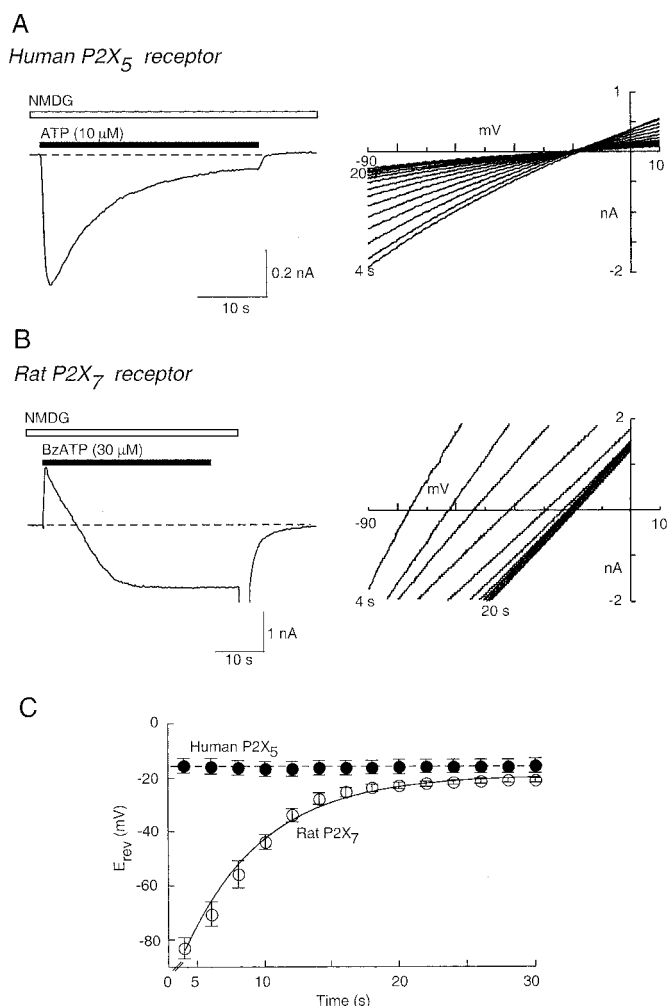 A
Human P2X5 receptor
NMDG
ATP (10 µM)
0.2 nA
10 s
1
mV
-90
10
20 s
nA
4 s
-2
B
Rat P2X7 receptor
NMDG
BzATP (30 µM)
1 nA
10 s
2
mV
-90
10
nA
4 s
20 s
-2
C
0
-20
-40
-60
-80
Erev (mV)
Human P2X5
Rat P2X7
0
5
10
20
30
Time (s)